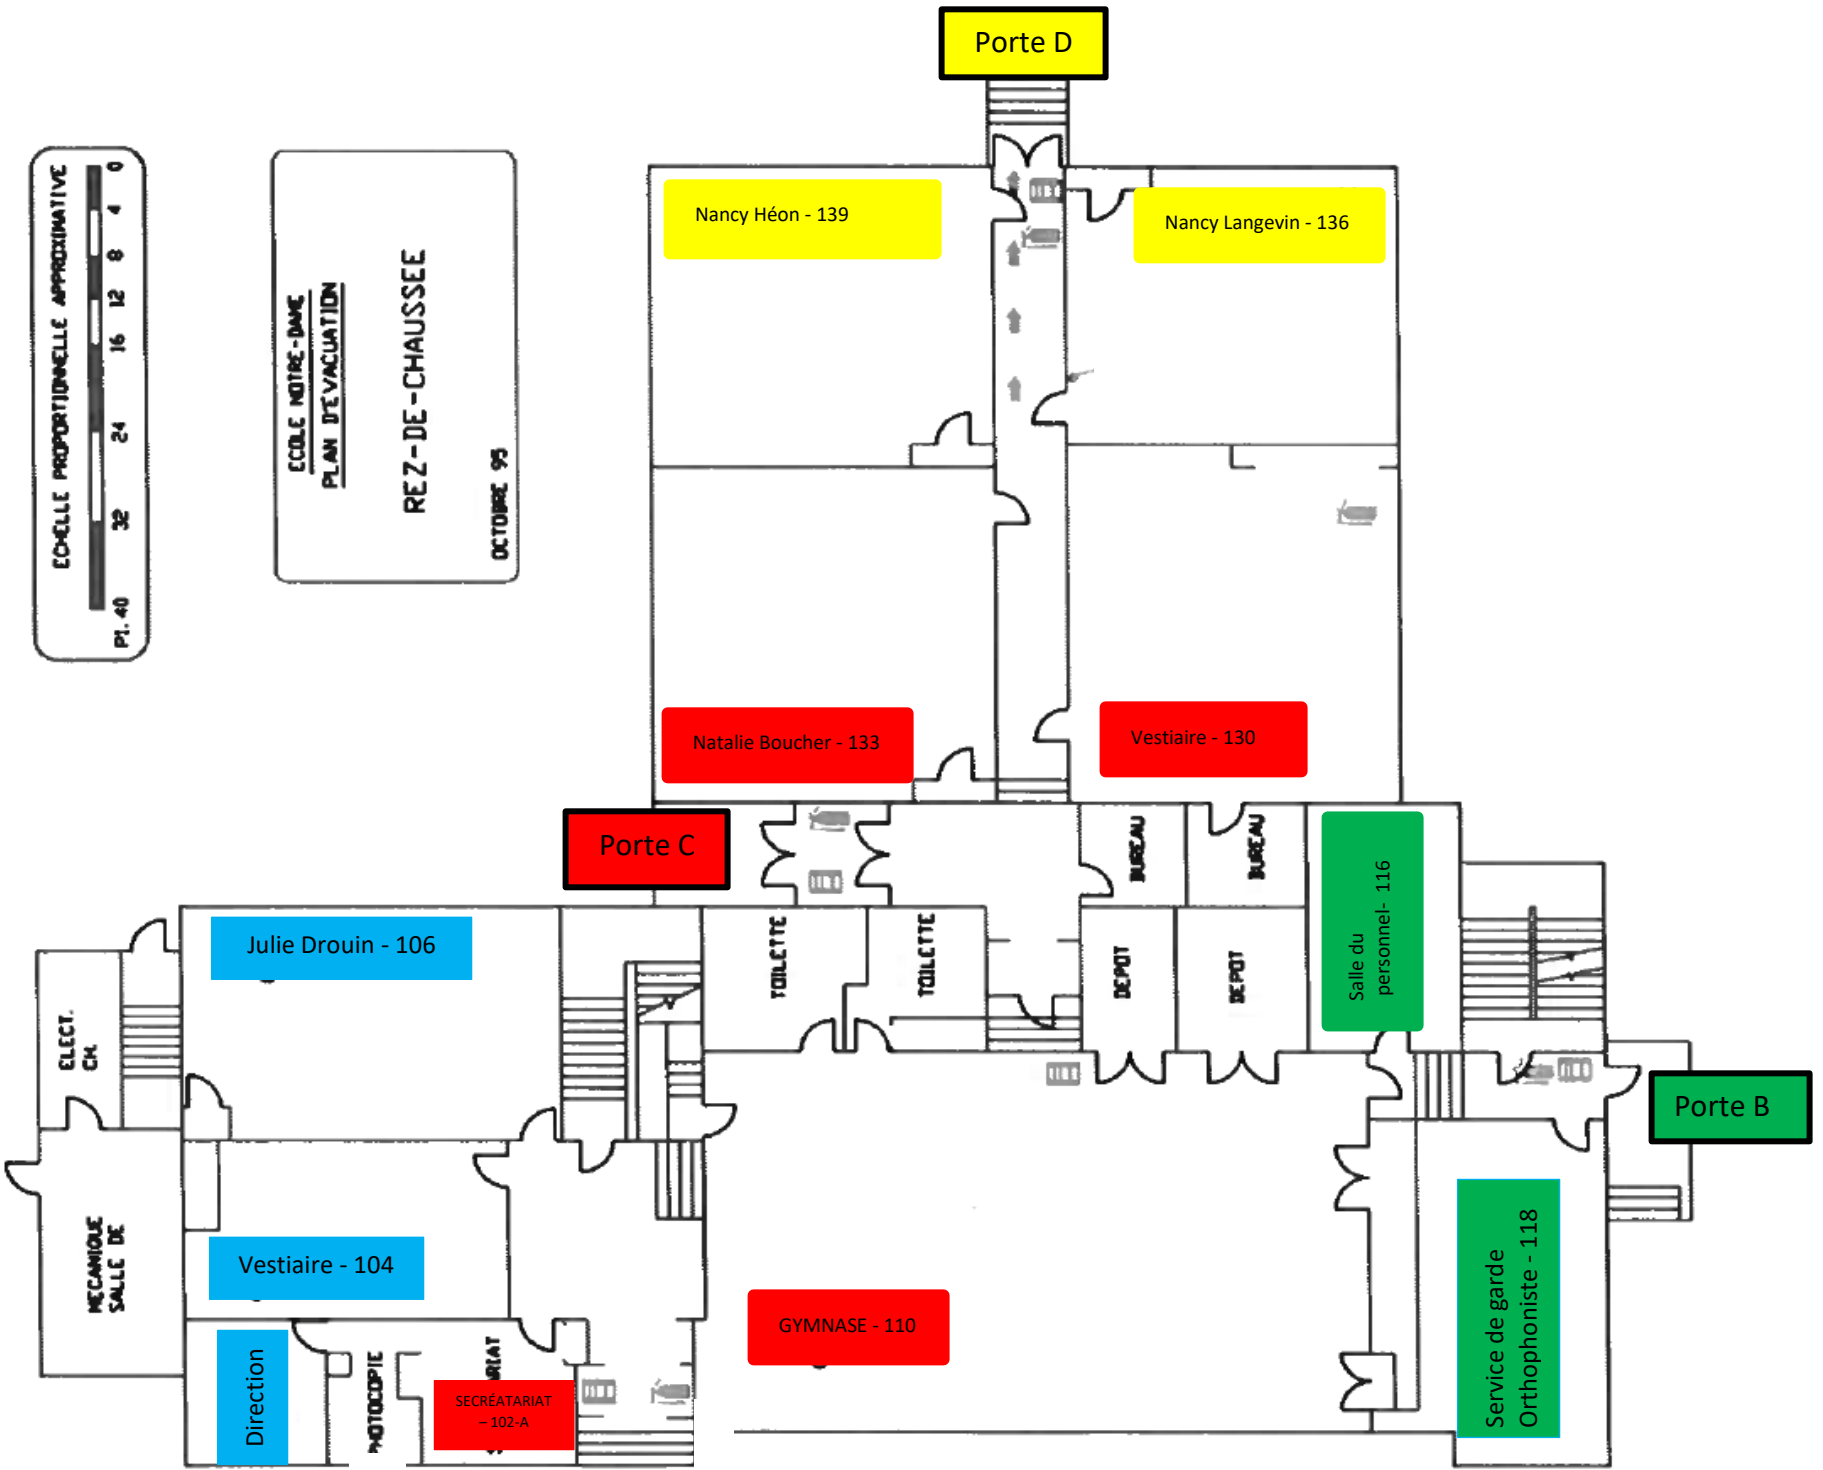 Porte D
ECHELLE PROPORTIONNELLE APPROXIMATIVE
0 4 8 12 16 24 32 PI. 40
ECOLE NOTRE-DAME
PLAN D'EVACUATION
REZ-DE-CHAUSSEE
OCTOBRE 95
Nancy Héon - 139
Nancy Langevin - 136
Natalie Boucher - 133
Vestiaire - 130
Porte C
BUREAU
BUREAU
Salle du
personnel- 116
Julie Drouin - 106
TOILETTE
TOILETTE
DEPOT
DEPOT
ELECT.
CH.
Porte B
MECANIQUE
SALLE DE
Vestiaire - 104
GYMNASE - 110
Service de garde
Orthophoniste - 118
Direction
PHOTOCOPIE
SECRÉTARIAT
– 102-A